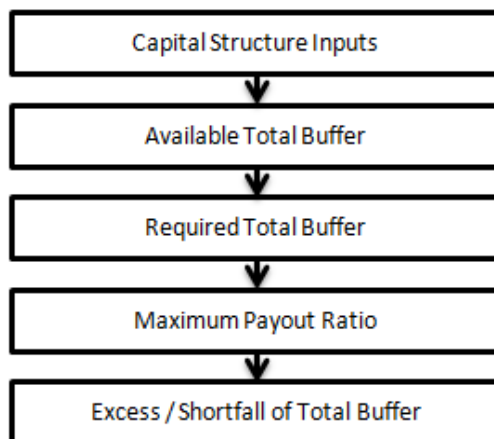 Capital Structure Inputs
Available Total Buffer
Required Total Buffer
Maximum Payout Ratio
Excess / Shortfall of Total Buffer